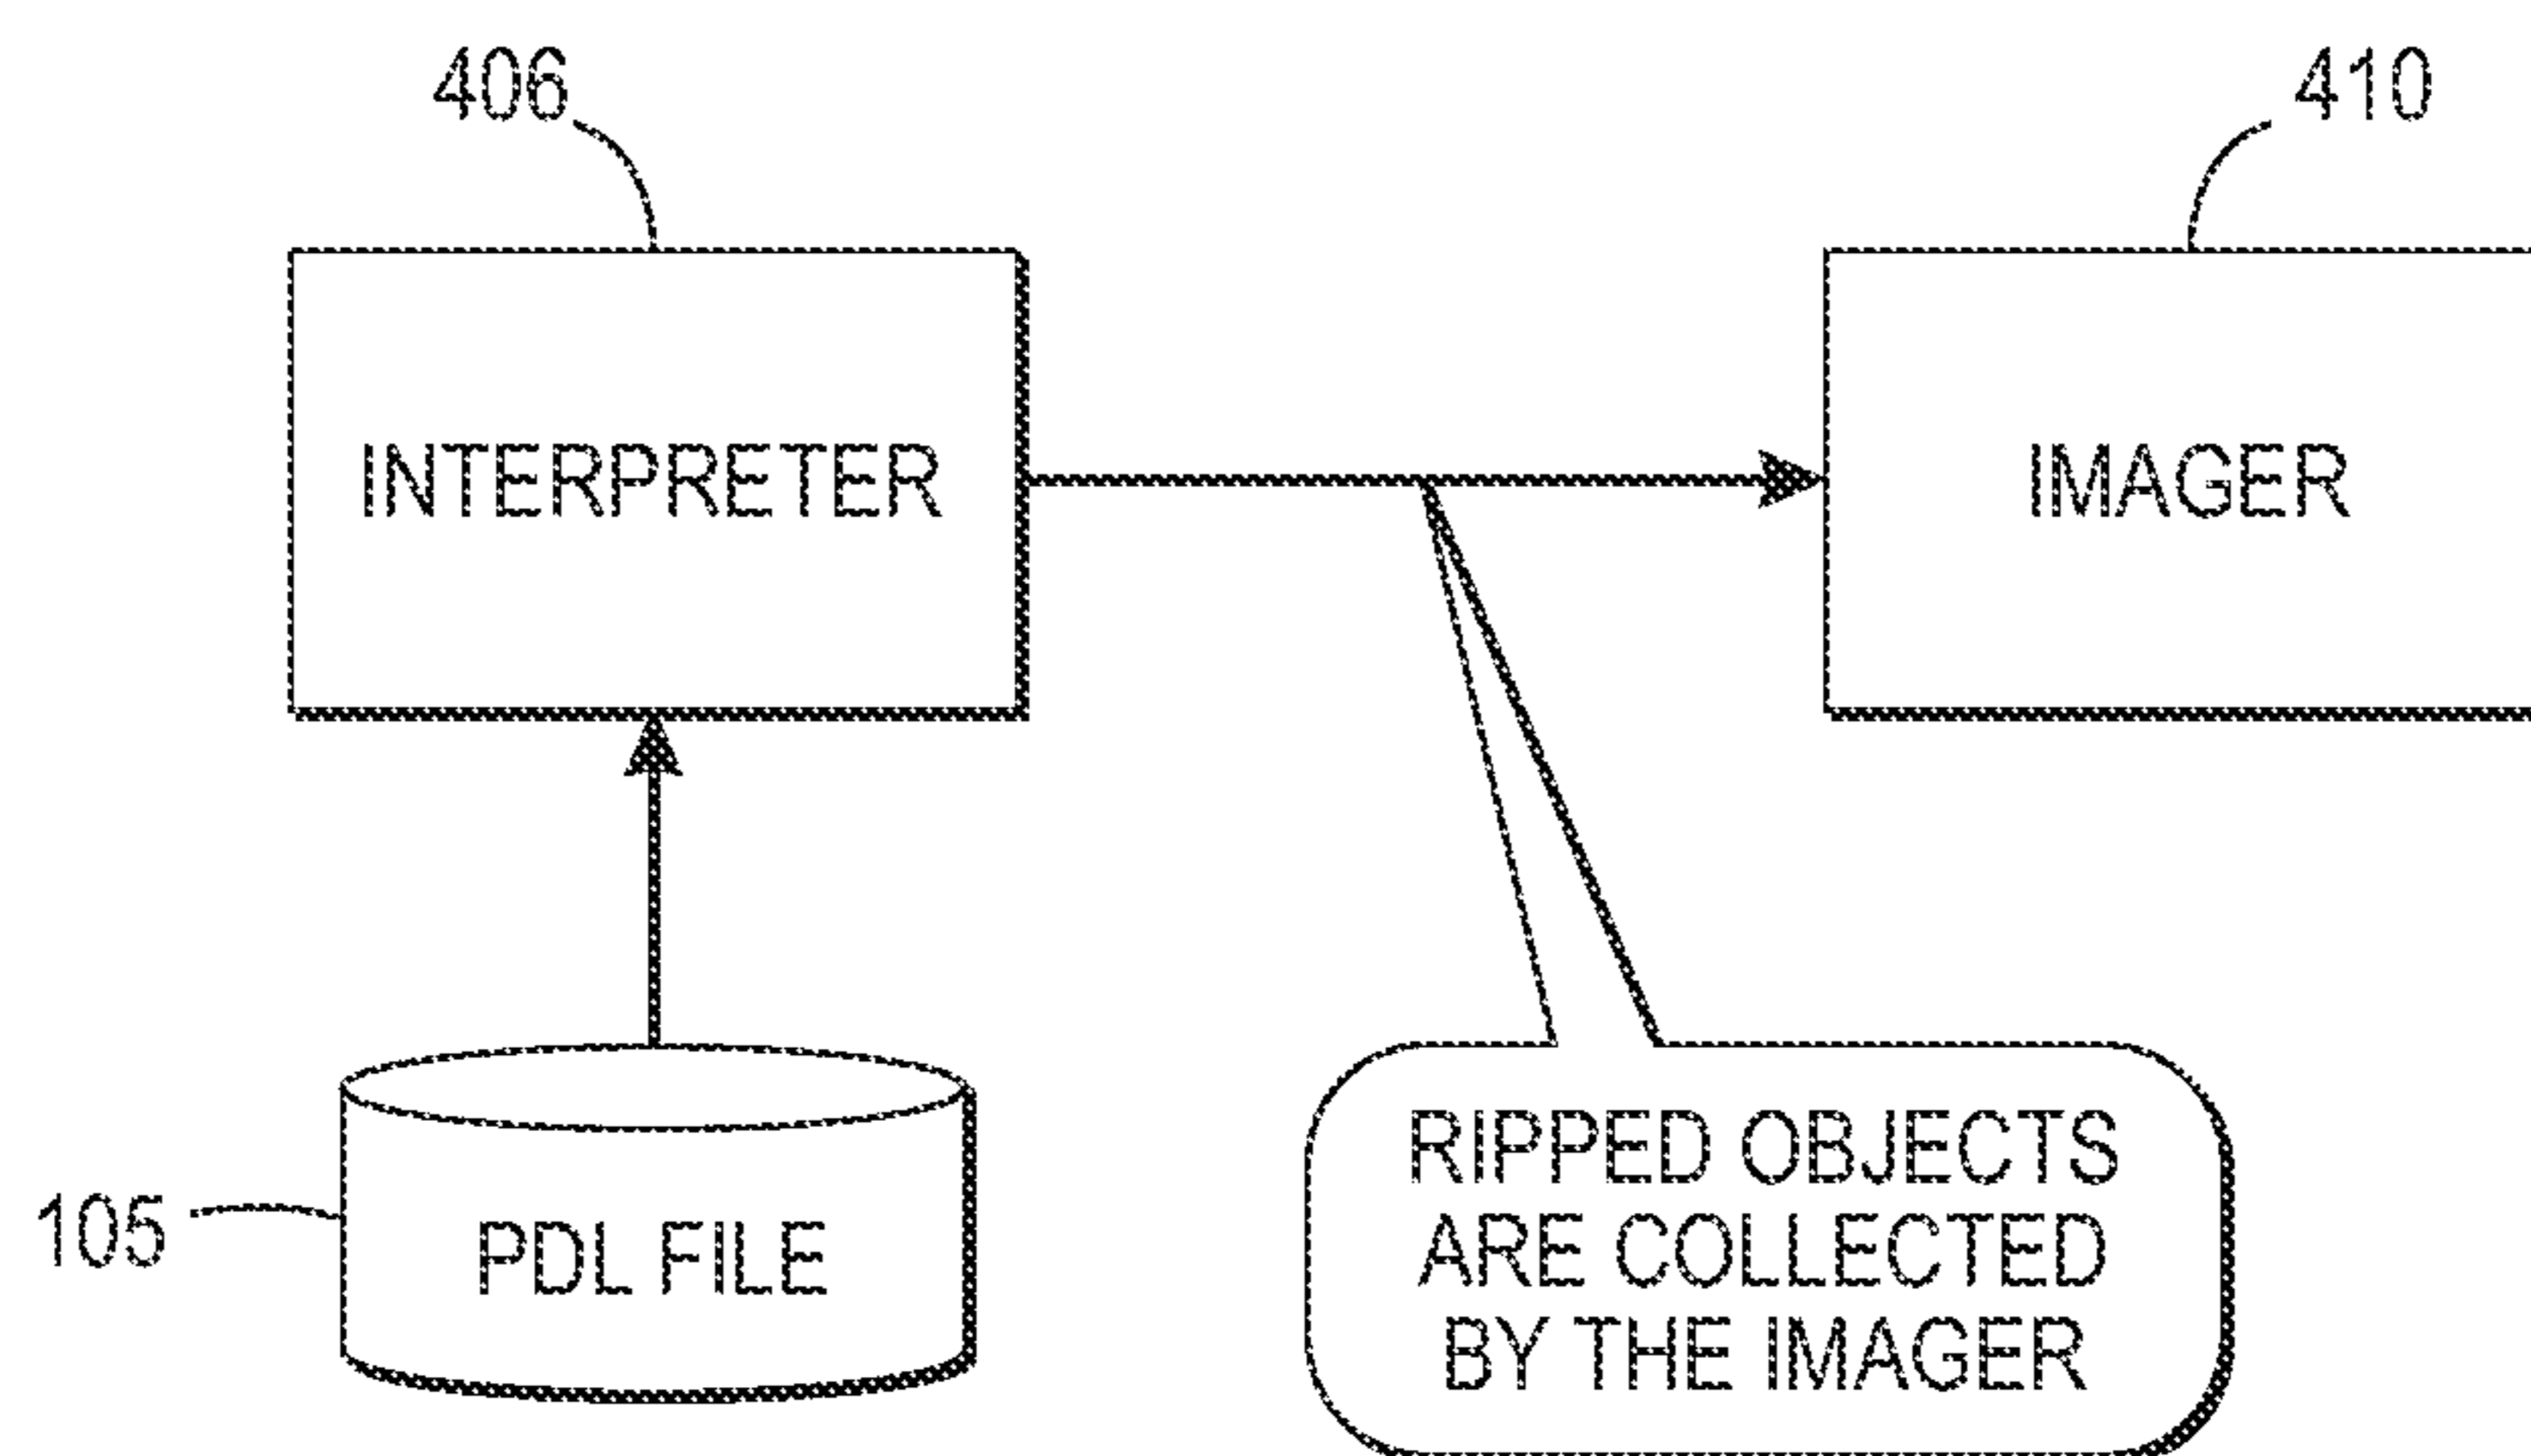 406
410
INTERPRETER
IMAGER
105
PDL FILE
RIPPED OBJECTS
ARE COLLECTED
BY THE IMAGER